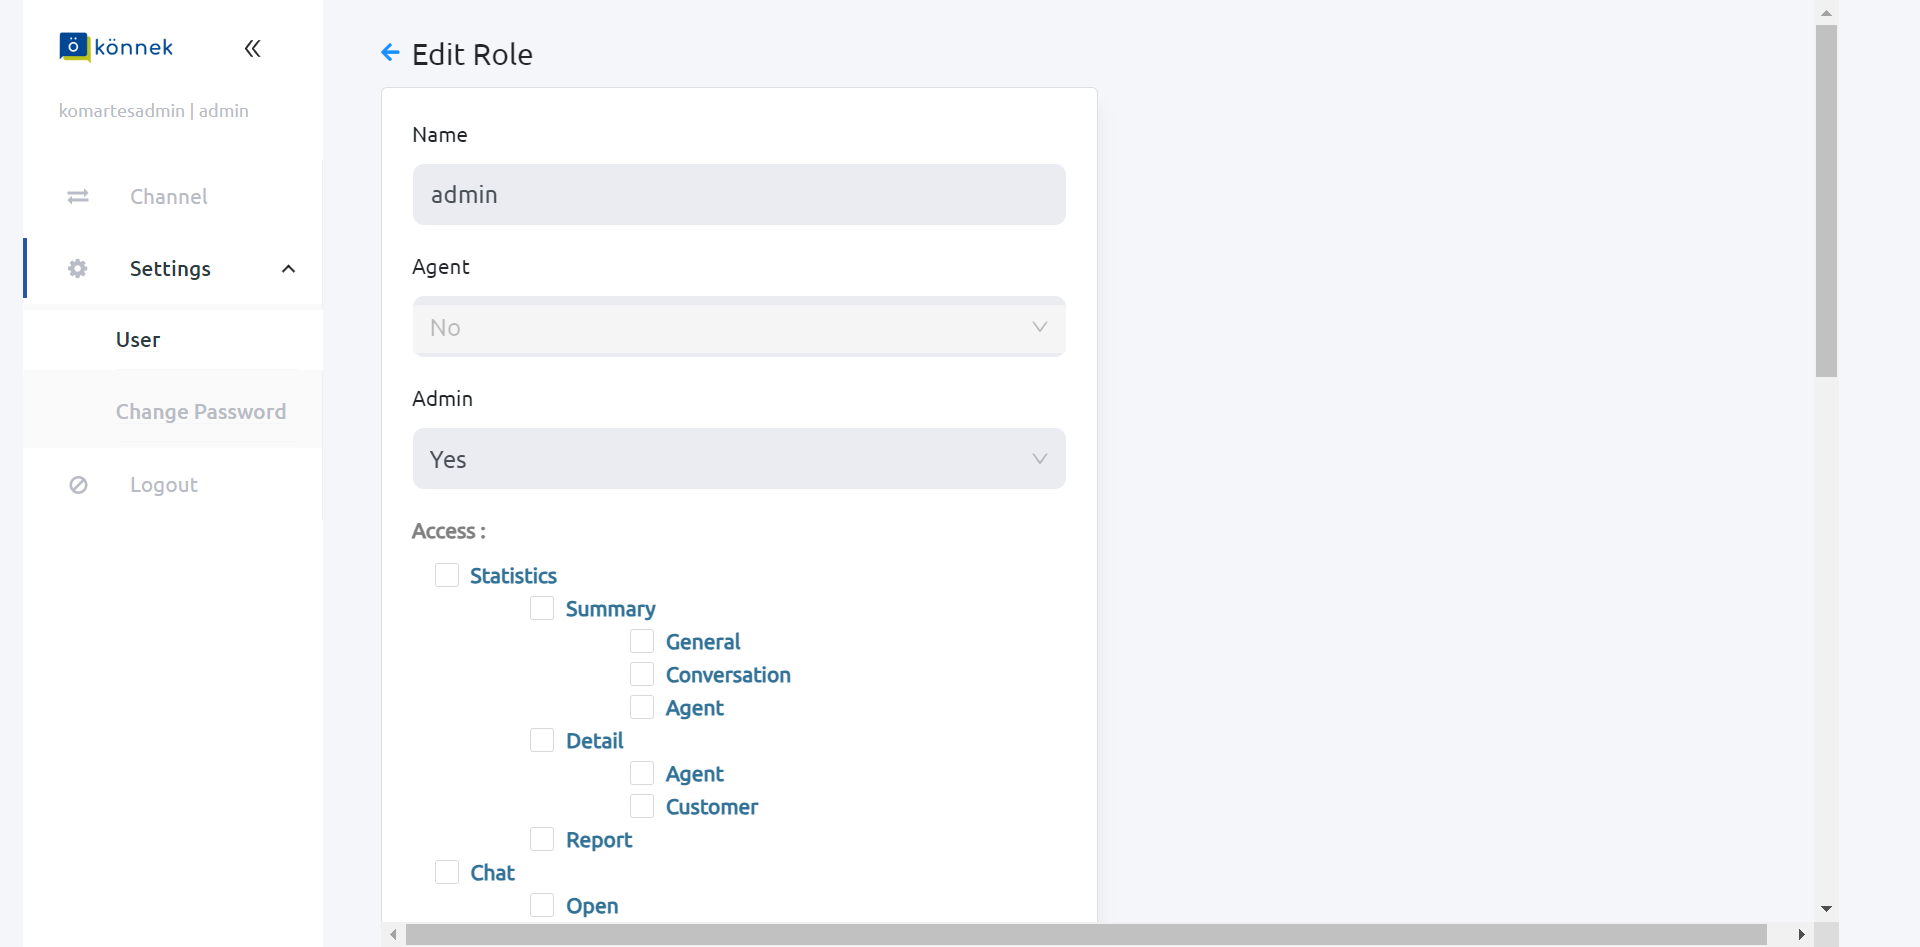 ö könnek
komartesadmin | admin
Channel
Settings
User
Change Password
Logout
Edit Role
Name
admin
Agent
No
Admin
Yes
Access :
Statistics
Summary
General
Conversation
Agent
Detail
Agent
Customer
Report
Chat
Open